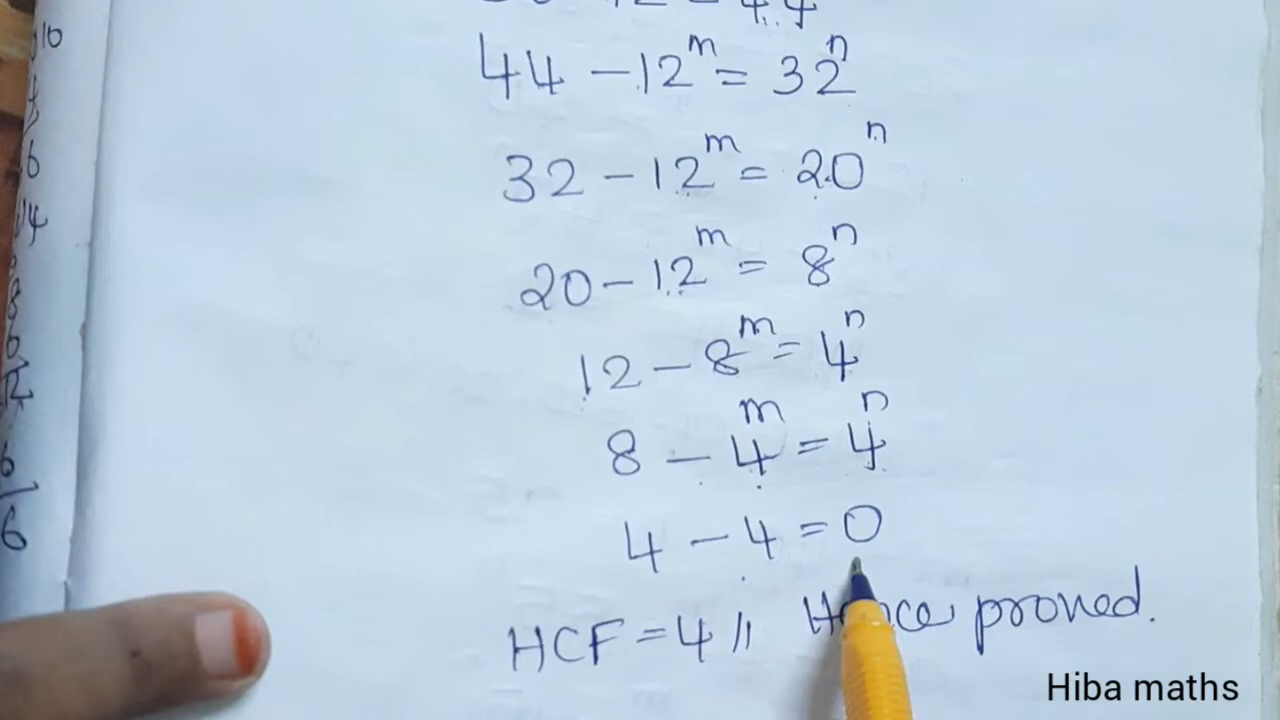 44 - 12^m = 32^n
32 - 12^m = 20^n
20 - 12^m = 8^n
12 - 8^m = 4^n
8 - 4^m = 4^n
4 - 4 = 0
HCF = 4 // proved.
Hiba maths